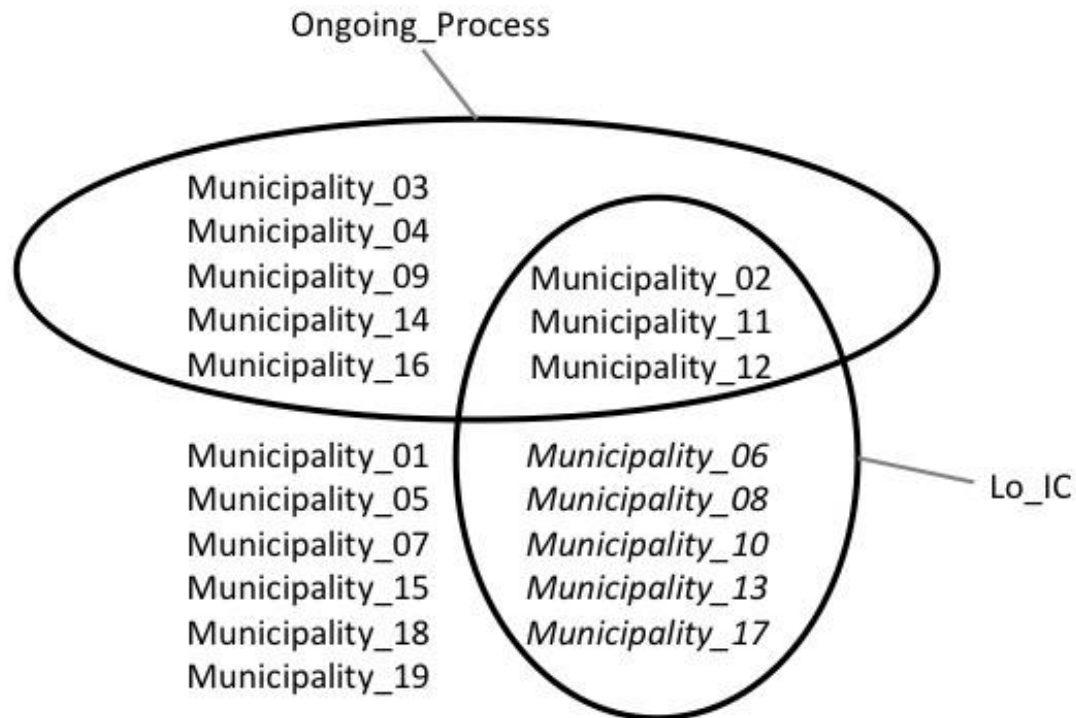 Ongoing_Process
Municipality_03
Municipality_04
Municipality_09
Municipality_14
Municipality_16
Municipality_02
Municipality_11
Municipality_12
Municipality_01
Municipality_05
Municipality_07
Municipality_15
Municipality_18
Municipality_19
Municipality_06
Municipality_08
Municipality_10
Municipality_13
Municipality_17
Lo_IC